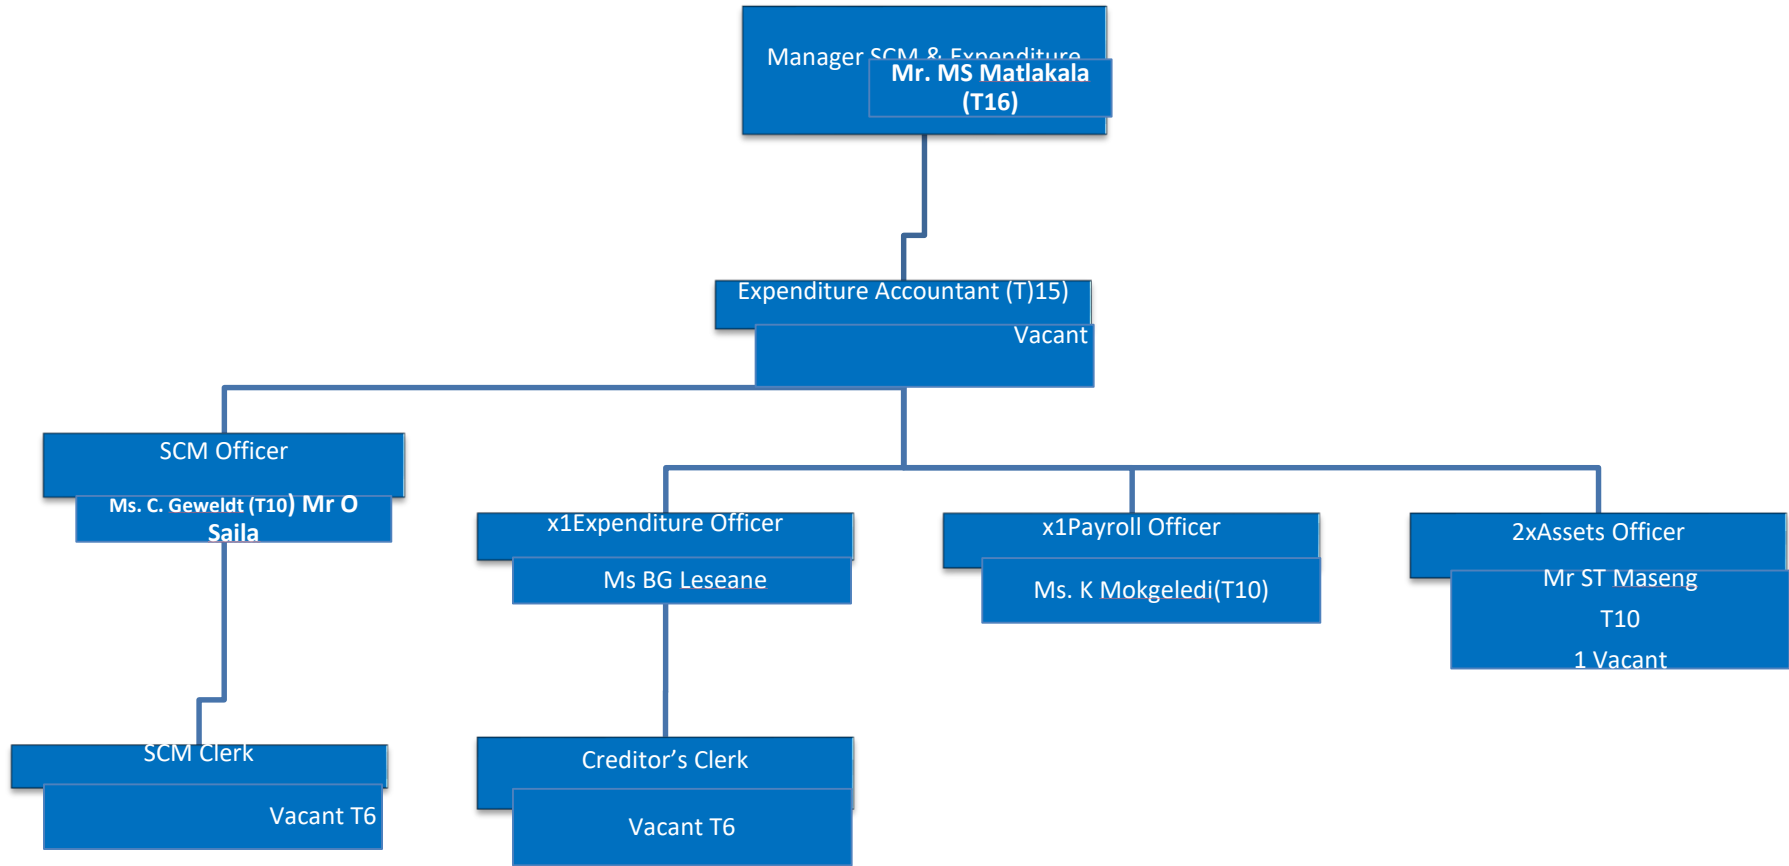 Manager SCM & Expenditure
Mr. MS Matlakala
(T16)
Expenditure Accountant (T)15)
Vacant
SCM Officer
Ms. C. Geweldt (T10) Mr O
Saila
x1Expenditure Officer
Ms BG Leseane
x1Payroll Officer
Ms. K Mokgeledi(T10)
2xAssets Officer
Mr ST Maseng
T10
1 Vacant
SCM Clerk
Vacant T6
Creditor’s Clerk
Vacant T6